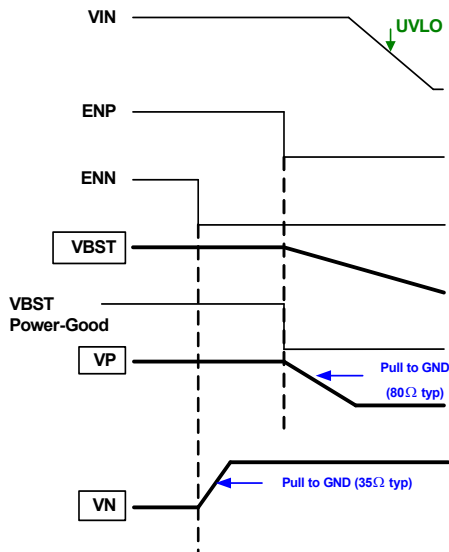 VIN
UVLO
ENP
ENN
VBST
VBST
Power-Good
VP
Pull to GND
(80Ω typ)
Pull to GND (35Ω typ)
VN